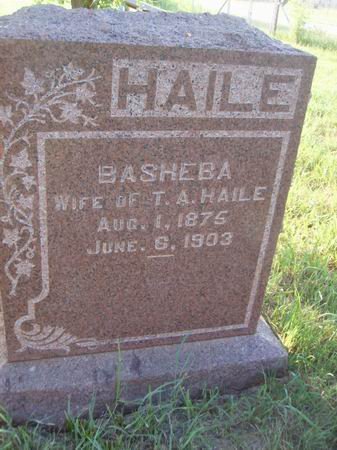 HAILE
BASHEBA
WIFE OF T. A. HAILE
AUG. 1, 1875
JUNE. 6, 1903